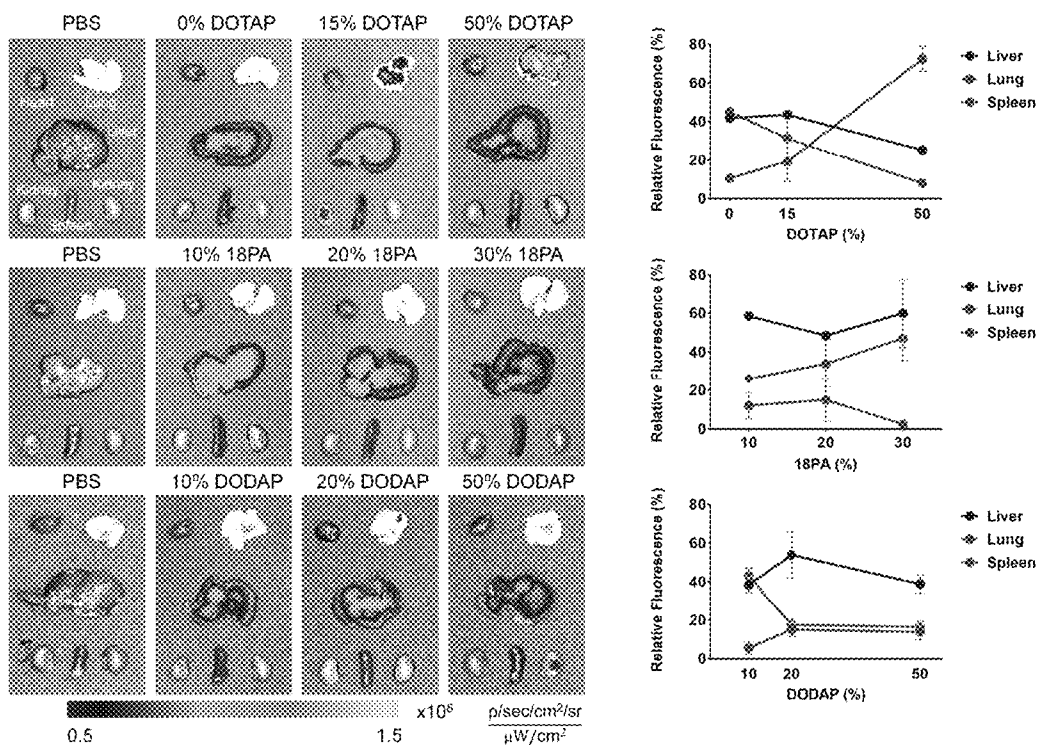 PBS 0% DOTAP 15% DOTAP 50% DOTAP
PBS 10% 18PA 20% 18PA 30% 18PA
PBS 10% DODAP 20% DODAP 50% DODAP
0.5 1.5 x10⁶ p/sec/cm²/sr
µW/cm²
Relative Fluorescence (%)
80
60
40
20
0
0 15 50
DOTAP (%)
Liver
Lung
Spleen
Relative Fluorescence (%)
80
60
40
20
0
10 20 30
18PA (%)
Liver
Lung
Spleen
Relative Fluorescence (%)
80
60
40
20
0
10 20 50
DODAP (%)
Liver
Lung
Spleen